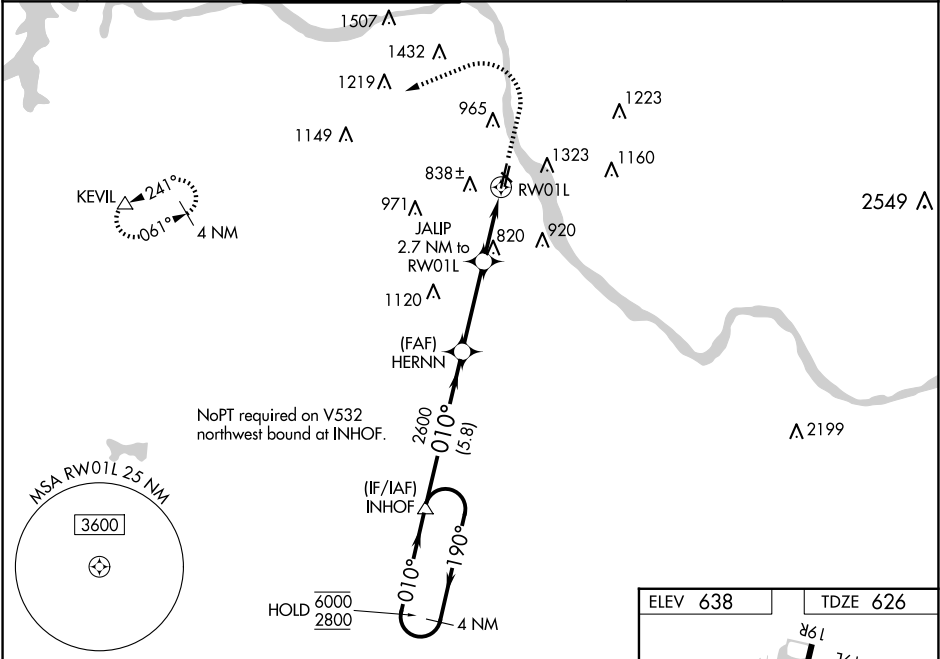 1507
1432
1219
965
1223
1149
1323
1160
838±
RW01L
KEVIL
241°
061°
4 NM
971
2549
JALIP
2.7 NM to
RW01L
820
920
1120
(FAF)
HERNN
NoPT required on V532
northwest bound at INHOF.
2600
010°
(5.8)
2199
MSA RW01L 25 NM
3600
(IF/IAF)
INHOF
010°
190°
HOLD
6000
2800
4 NM
ELEV 638
TDZE 626
19R
19L